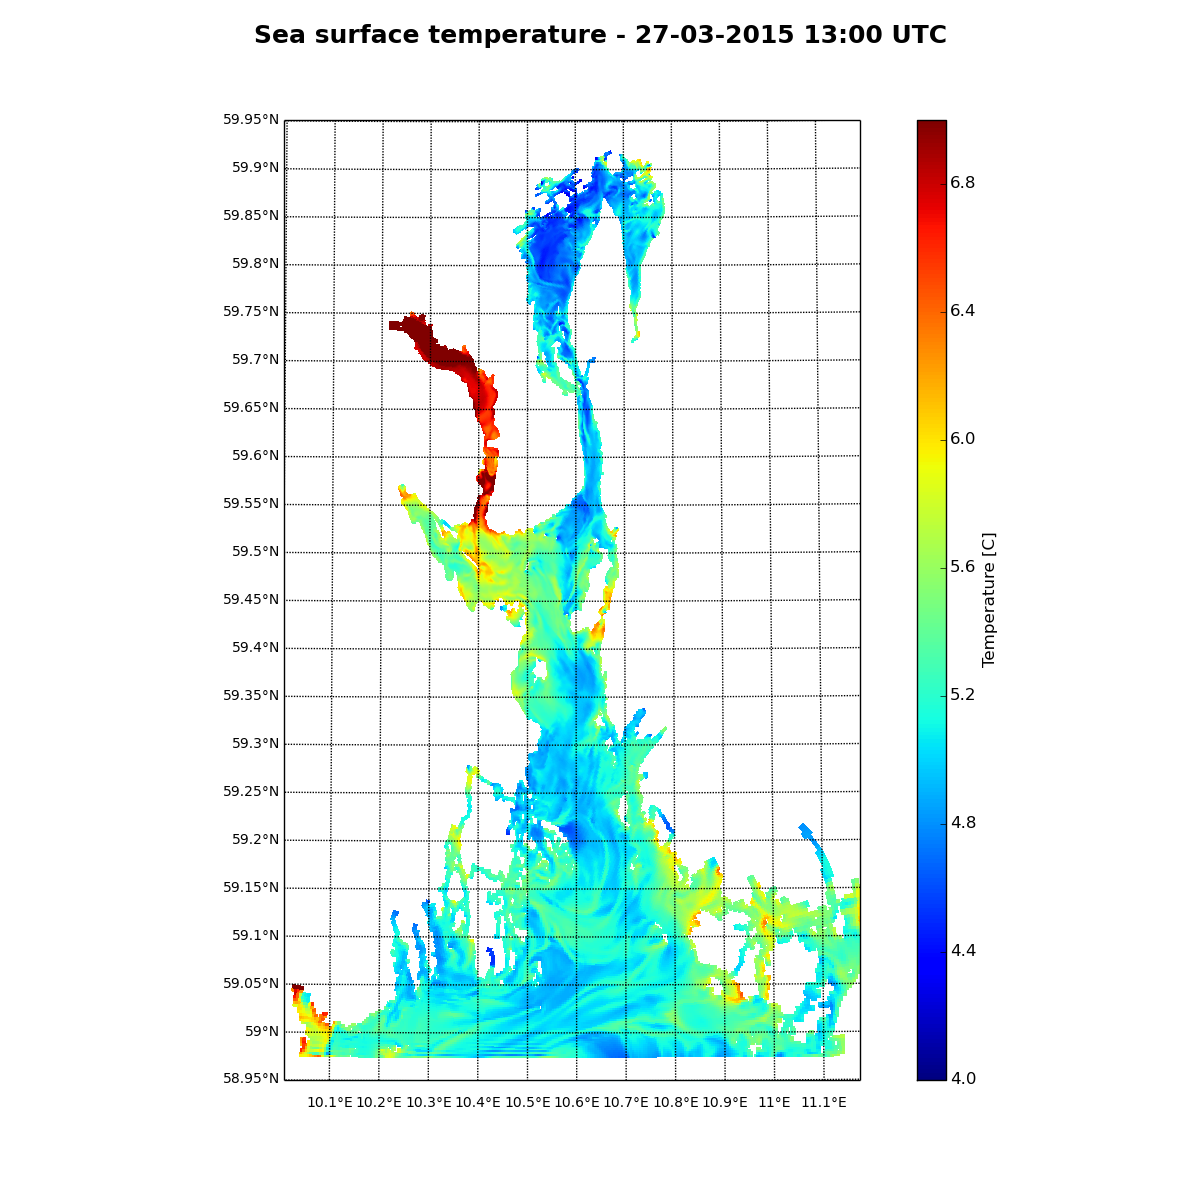 Sea surface temperature - 27-03-2015 13:00 UTC
59.95°N
59.9°N
59.85°N
59.8°N
59.75°N
59.7°N
59.65°N
59.6°N
59.55°N
59.5°N
59.45°N
59.4°N
59.35°N
59.3°N
59.25°N
59.2°N
59.15°N
59.1°N
59.05°N
59°N
58.95°N
10.1°E 10.2°E 10.3°E 10.4°E 10.5°E 10.6°E 10.7°E 10.8°E 10.9°E 11°E 11.1°E
6.8
6.4
6.0
5.6
5.2
4.8
4.4
4.0
Temperature [C]